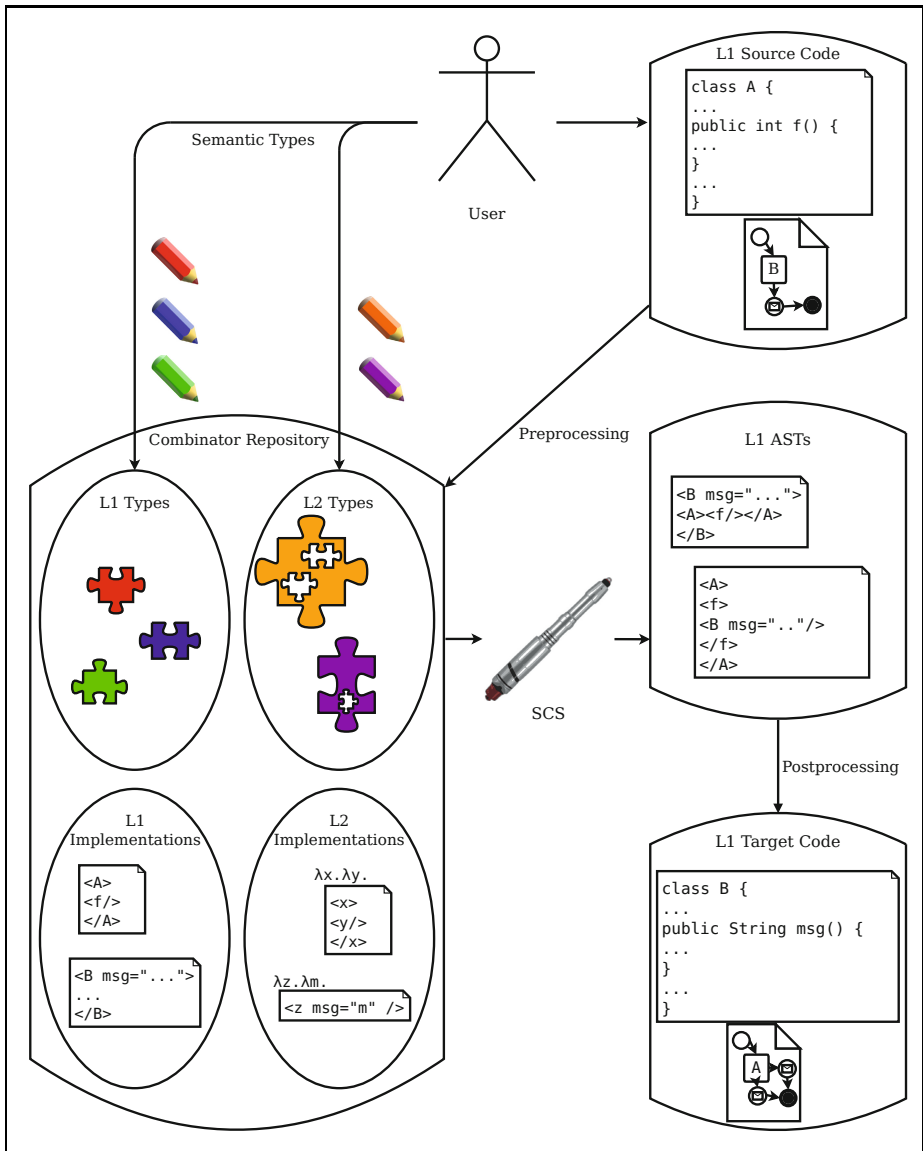 L1 Source Code
class A {
...
public int f() {
...
}
...
}
B
Semantic Types
User
Preprocessing
Combinator Repository
L1 Types
L2 Types
SCS
L1 ASTs
<B msg="...">
<A><f/></A>
</B>
<A>
<f>
<B msg=".."/>
</f>
</A>
Postprocessing
L1
Implementations
<A>
<f/>
</A>
<B msg="...">
...
</B>
L2
Implementations
λx.λy.
<x>
<y/>
</x>
λz.λm.
<z msg="m" />
L1 Target Code
class B {
...
public String msg() {
...
}
...
}
A